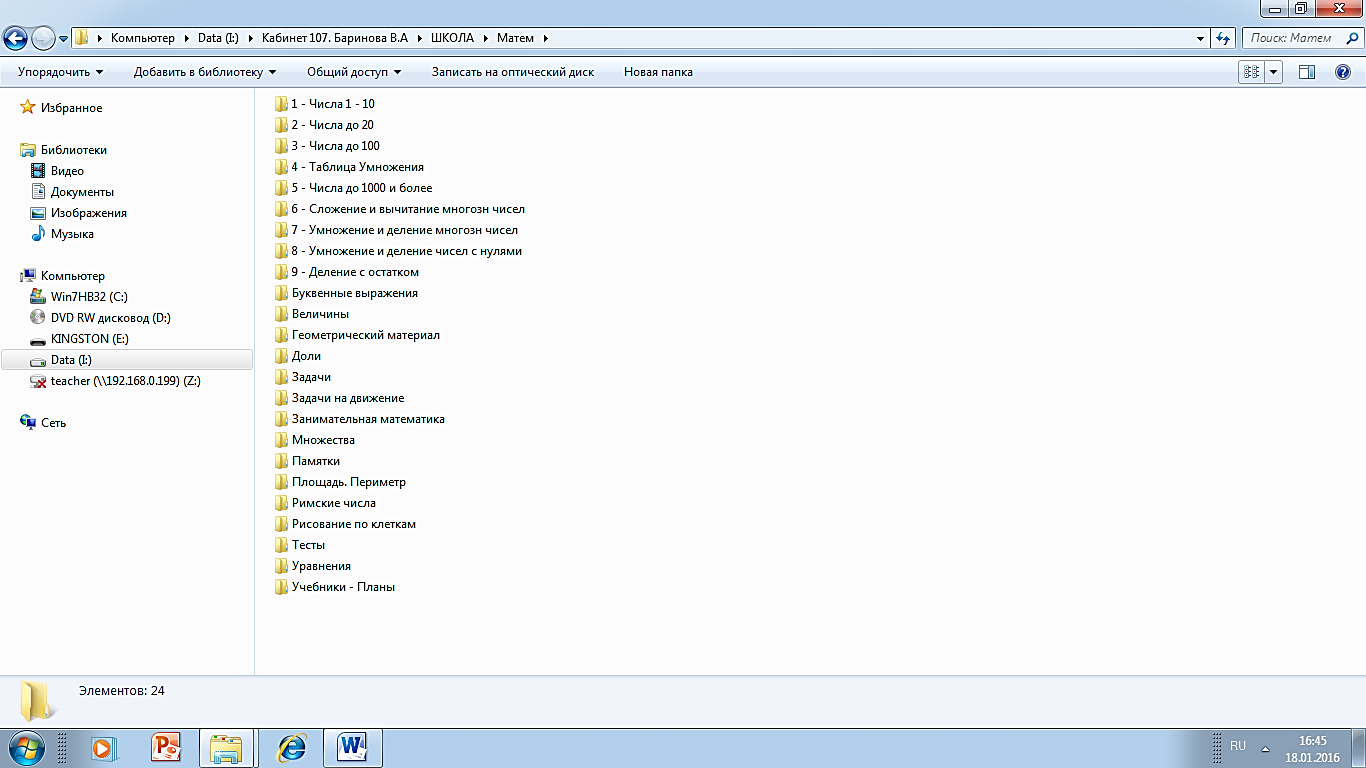 Компьютер Data (I:) Кабинет 107. Баринова В.А ШКОЛА Матем
Поиск: Матем
Упорядочить Добавить в библиотеку Общий доступ Записать на оптический диск Новая папка
Избранное
Библиотеки
Видео
Документы
Изображения
Музыка
Компьютер
Win7HB32 (C:)
DVD RW дисковод (D:)
KINGSTON (E:)
Data (I:)
teacher (\\192.168.0.199) (Z:)
Сеть
1 - Числа 1 - 10
2 - Числа до 20
3 - Числа до 100
4 - Таблица Умножения
5 - Числа до 1000 и более
6 - Сложение и вычитание многозн чисел
7 - Умножение и деление многозн чисел
8 - Умножение и деление чисел с нулями
9 - Деление с остатком
Буквенные выражения
Величины
Геометрический материал
Доли
Задачи
Задачи на движение
Занимательная математика
Множества
Памятки
Площадь. Периметр
Римские числа
Рисование по клеткам
Тесты
Уравнения
Учебники - Планы
Элементов: 24
RU
16:45
18.01.2016